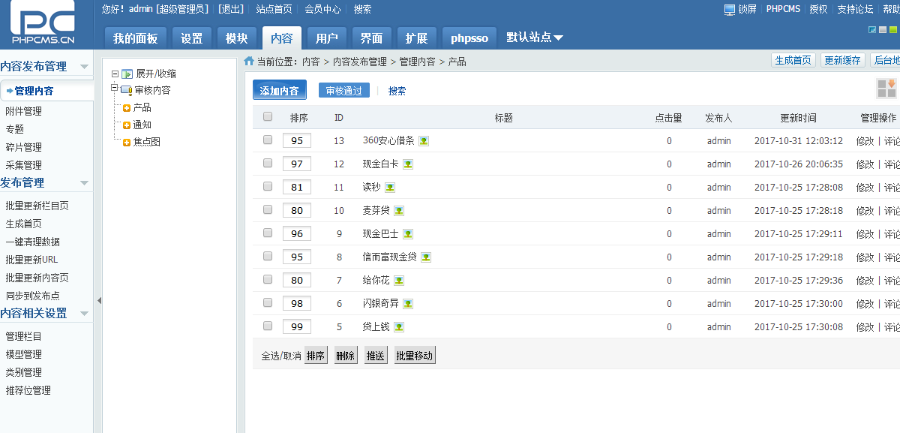 PC
PHPCMS.CN
您好！admin [超级管理员] | [退出] | 站点首页 | 会员中心 | 搜索
锁屏 | PHPCMS | 授权 | 支持论坛 | 帮助
我的面板 设置 模块 内容 用户 界面 扩展 phpsso 默认站点
当前位置：内容 > 内容发布管理 > 管理内容 > 产品
生成首页 更新缓存 后台地
内容发布管理
管理内容
附件管理
专题
碎片管理
采集管理
发布管理
批量更新栏目页
生成首页
一键清理数据
批量更新URL
批量更新内容页
同步到发布点
内容相关设置
管理栏目
模型管理
类别管理
推荐位管理
展开/收缩
审核内容
产品
通知
焦点图
添加内容 审核通过 | 搜索
排序 ID 标题 点击量 发布人 更新时间 管理操作
95 13 360安心借条 0 admin 2017-10-31 12:03:12 修改 | 评论
97 12 现金白卡 0 admin 2017-10-26 20:06:35 修改 | 评论
81 11 读秒 0 admin 2017-10-25 17:28:08 修改 | 评论
80 10 麦芽贷 0 admin 2017-10-25 17:28:18 修改 | 评论
96 9 现金巴士 0 admin 2017-10-25 17:29:11 修改 | 评论
95 8 信而富现金贷 0 admin 2017-10-25 17:29:18 修改 | 评论
80 7 给你花 0 admin 2017-10-25 17:29:36 修改 | 评论
98 6 闪银奇异 0 admin 2017-10-25 17:30:00 修改 | 评论
99 5 贷上钱 0 admin 2017-10-25 17:30:08 修改 | 评论
全选/取消 排序 删除 推送 批量移动